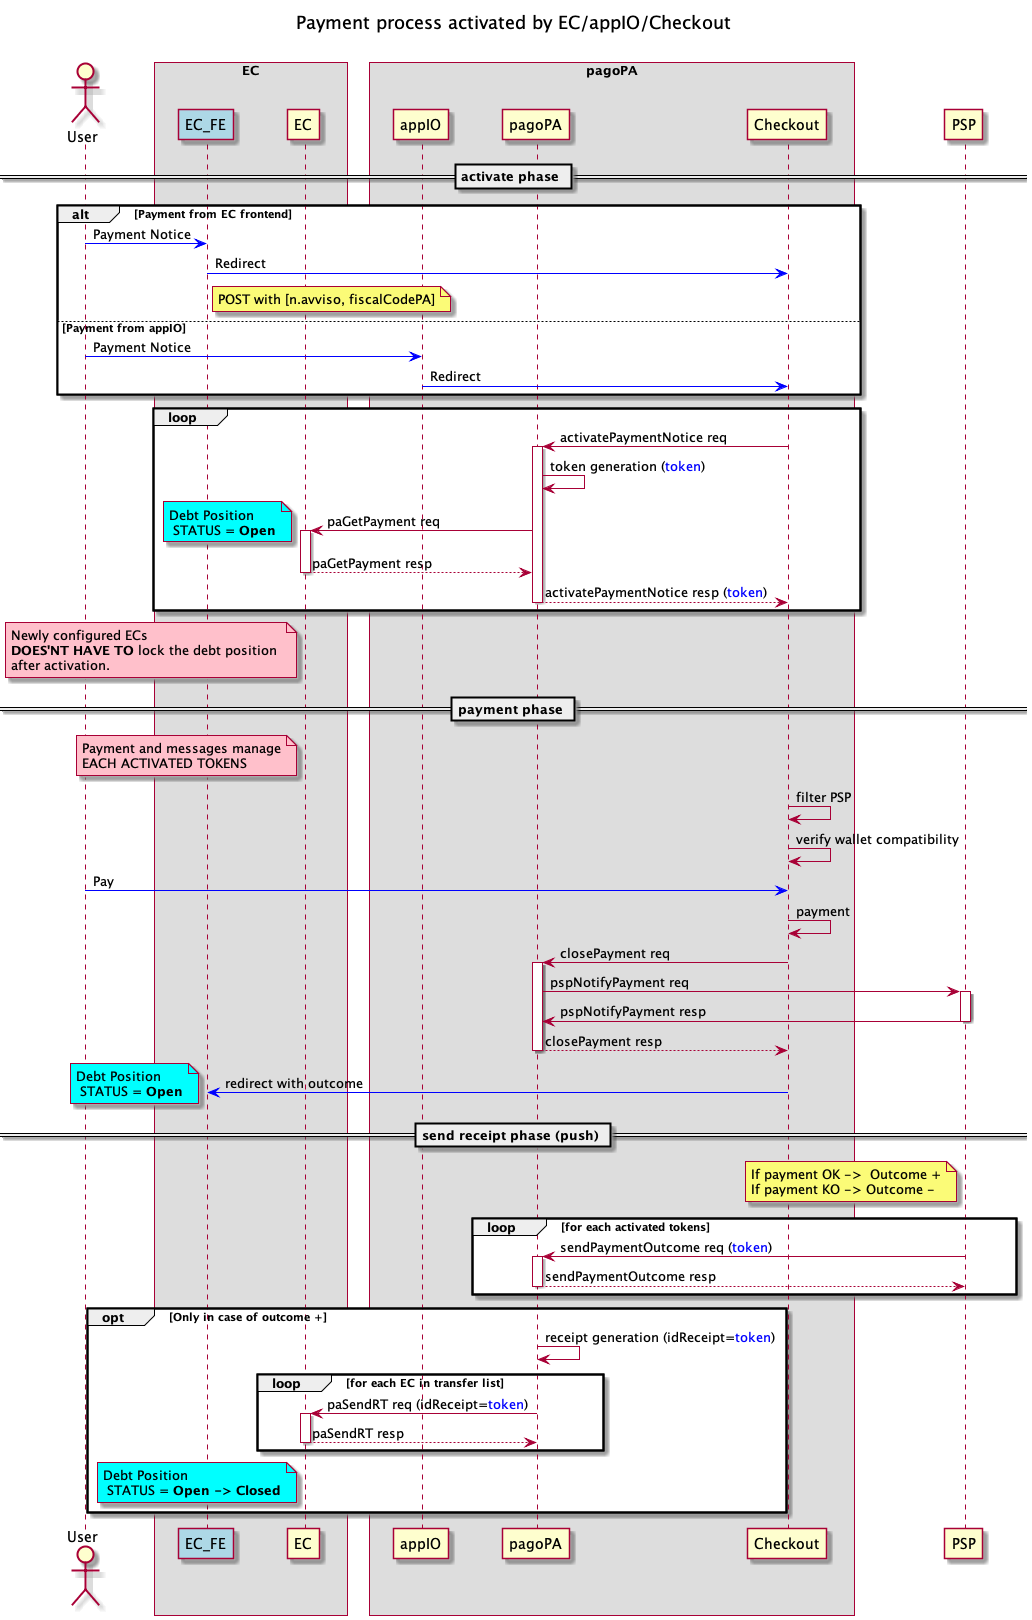 Payment process activated by EC/appIO/Checkout
EC
pagoPA
User
EC_FE
EC
appIO
pagoPA
Checkout
PSP
activate phase
alt
[Payment from EC frontend]
Payment Notice
Redirect
POST with [n.avviso, fiscalCodePA]
[Payment from appIO]
Payment Notice
Redirect
loop
activatePaymentNotice req
token generation (token)
Debt Position
STATUS = Open
paGetPayment req
paGetPayment resp
activatePaymentNotice resp (token)
Newly configured ECs
DOES'NT HAVE TO lock the debt position
after activation.
payment phase
Payment and messages manage
EACH ACTIVATED TOKENS
filter PSP
verify wallet compatibility
Pay
payment
closePayment req
pspNotifyPayment req
pspNotifyPayment resp
closePayment resp
Debt Position
STATUS = Open
redirect with outcome
send receipt phase (push)
If payment OK -> Outcome +
If payment KO -> Outcome -
loop
[for each activated tokens]
sendPaymentOutcome req (token)
sendPaymentOutcome resp
opt
[Only in case of outcome +]
receipt generation (idReceipt=token)
loop
[for each EC in transfer list]
paSendRT req (idReceipt=token)
paSendRT resp
Debt Position
STATUS = Open -> Closed
User
EC_FE
EC
appIO
pagoPA
Checkout
PSP